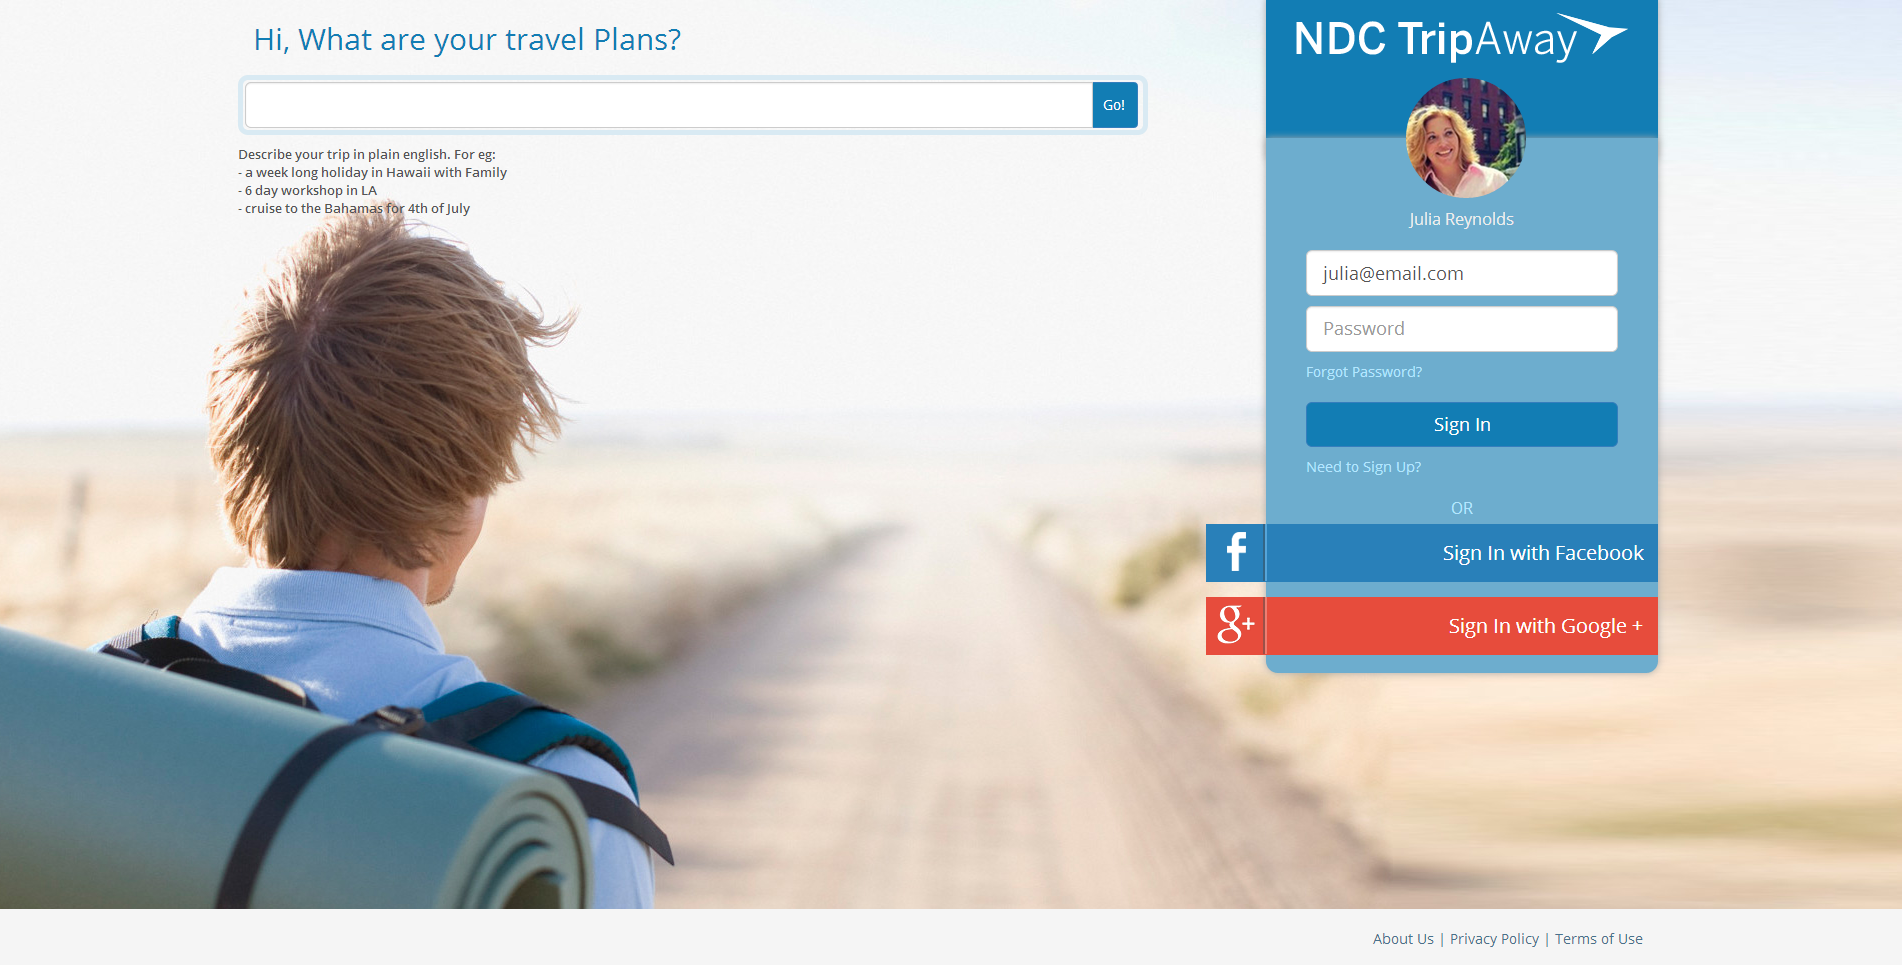 Hi, What are your travel Plans?
Go!
Describe your trip in plain english. For eg:
- a week long holiday in Hawaii with Family
- 6 day workshop in LA
- cruise to the Bahamas for 4th of July
NDC TripAway
Julia Reynolds
julia@email.com
Password
Forgot Password?
Sign In
Need to Sign Up?
OR
f
Sign In with Facebook
g+
Sign In with Google +
About Us | Privacy Policy | Terms of Use